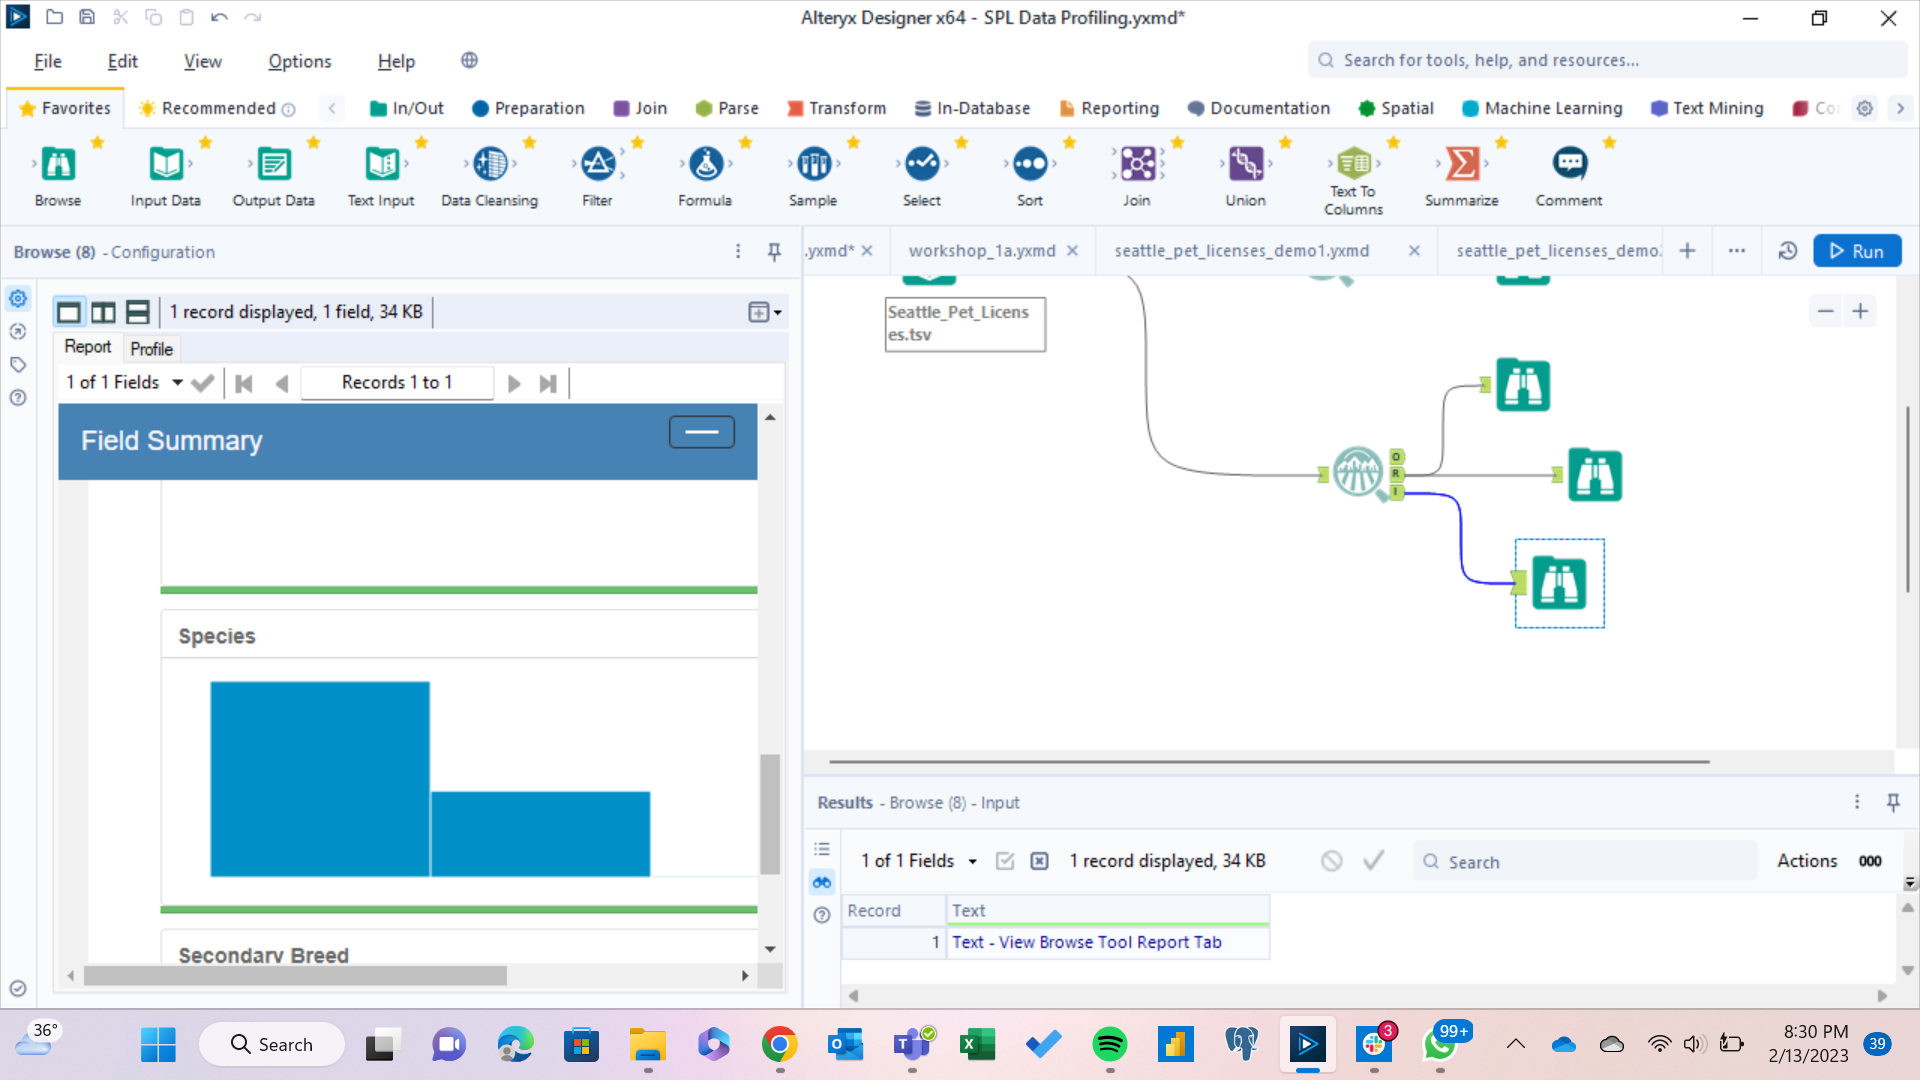 Alteryx Designer x64 - SPL Data Profiling.yxmd*
File Edit View Options Help
Search for tools, help, and resources...
Favorites Recommended In/Out Preparation Join Parse Transform In-Database Reporting Documentation Spatial Machine Learning Text Mining Co
Browse Input Data Output Data Text Input Data Cleansing Filter Formula Sample Select Sort Join Union Text To Columns Summarize Comment
Browse (8) - Configuration
.yxmd* workshop_1a.yxmd seattle_pet_licenses_demo1.yxmd seattle_pet_licenses_demo
Run
1 record displayed, 1 field, 34 KB
Report Profile
1 of 1 Fields Records 1 to 1
Field Summary
Species
Secondary Breed
Seattle_Pet_Licens
es.tsv
O
R
I
Results - Browse (8) - Input
1 of 1 Fields 1 record displayed, 34 KB Search Actions 000
Record Text
1 Text - View Browse Tool Report Tab
36°
Search
3
99+
8:30 PM
2/13/2023
39